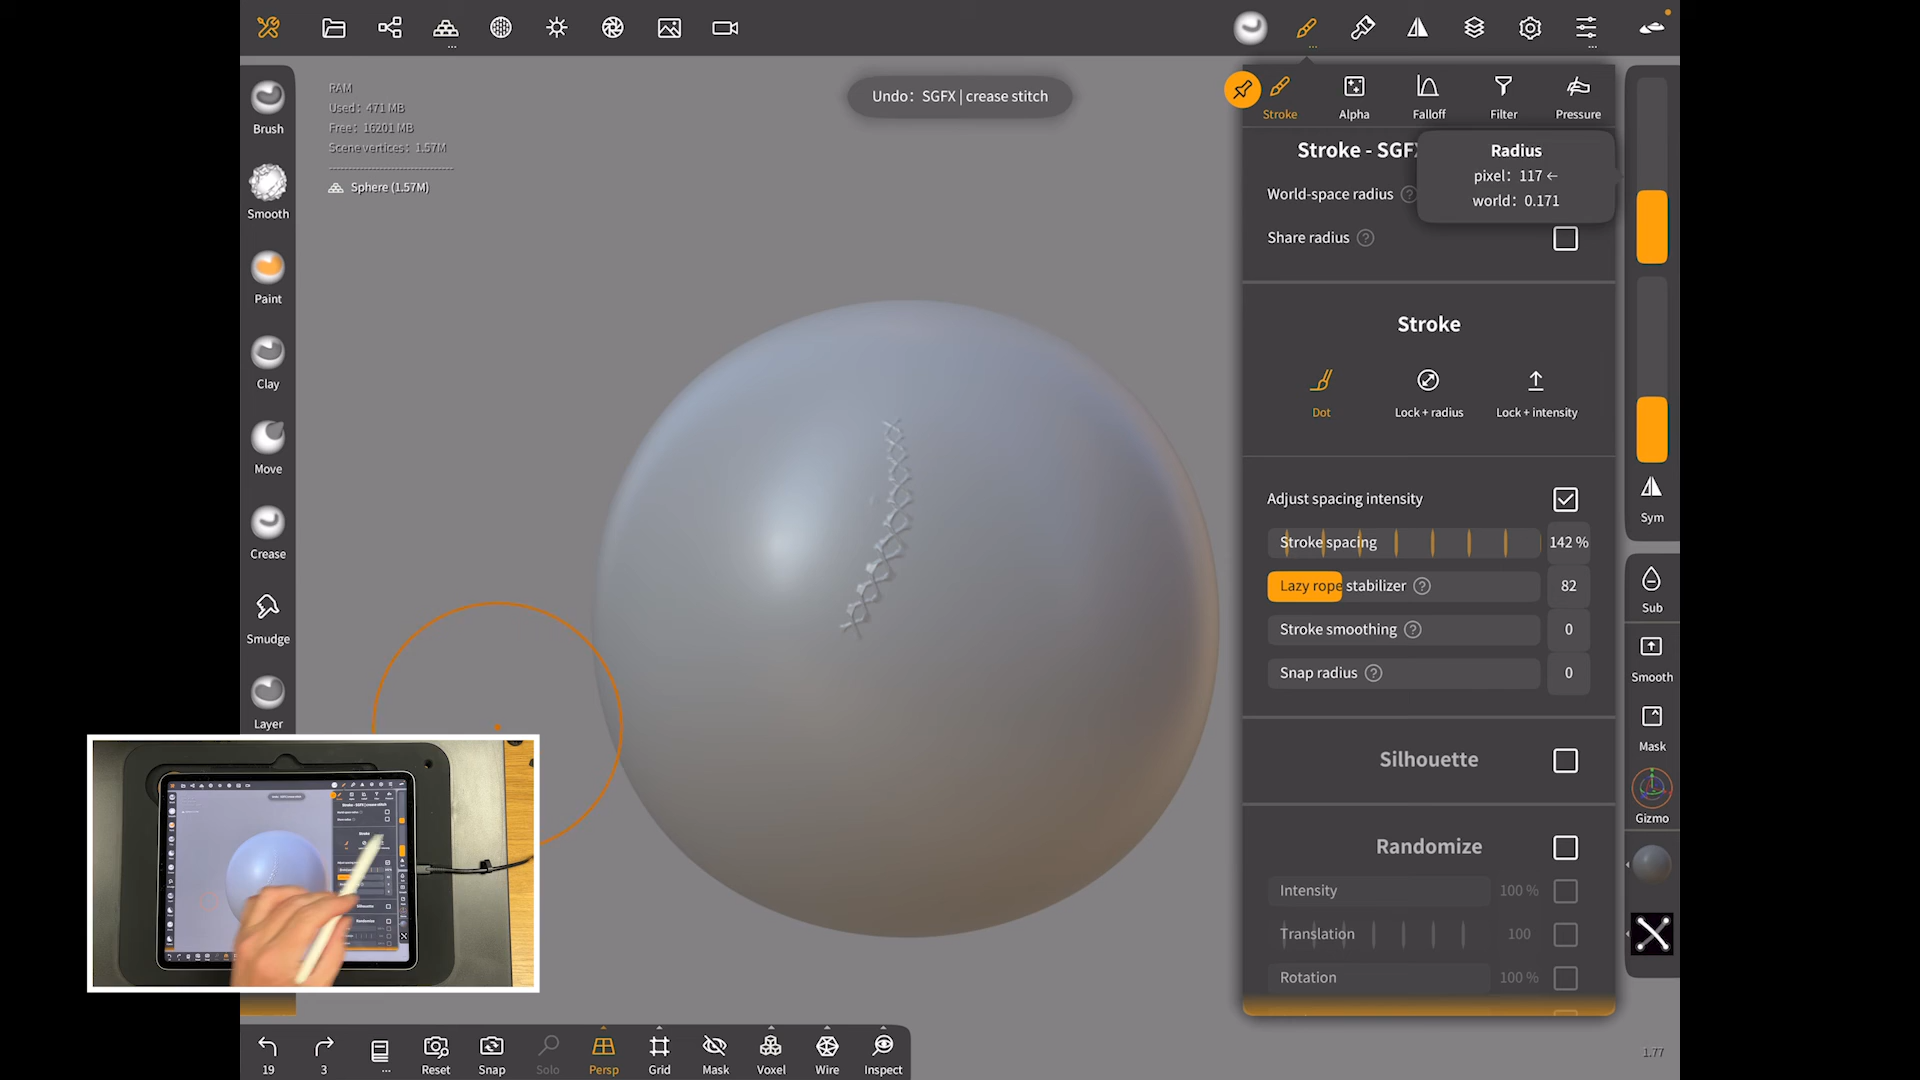 RAM
Used: 471 MB
Free: 16201 MB
Scene vertices: 1.57M
Sphere (1.57M)
Undo: SGFX | crease stitch
Brush
Smooth
Paint
Clay
Move
Crease
Smudge
Layer
Stroke
Alpha
Falloff
Filter
Pressure
Stroke - SGFX
Radius
pixel: 117 ←
world: 0.171
World-space radius ?
Share radius ?
Stroke
Dot
Lock + radius
Lock + intensity
Adjust spacing intensity
Stroke spacing 142 %
Lazy rope stabilizer ? 82
Stroke smoothing ? 0
Snap radius ? 0
Silhouette
Randomize
Intensity 100 %
Translation 100
Rotation 100 %
Sym
Sub
Smooth
Mask
Gizmo
19
3
...
Reset
Snap
Solo
Persp
Grid
Mask
Voxel
Wire
Inspect
1.77